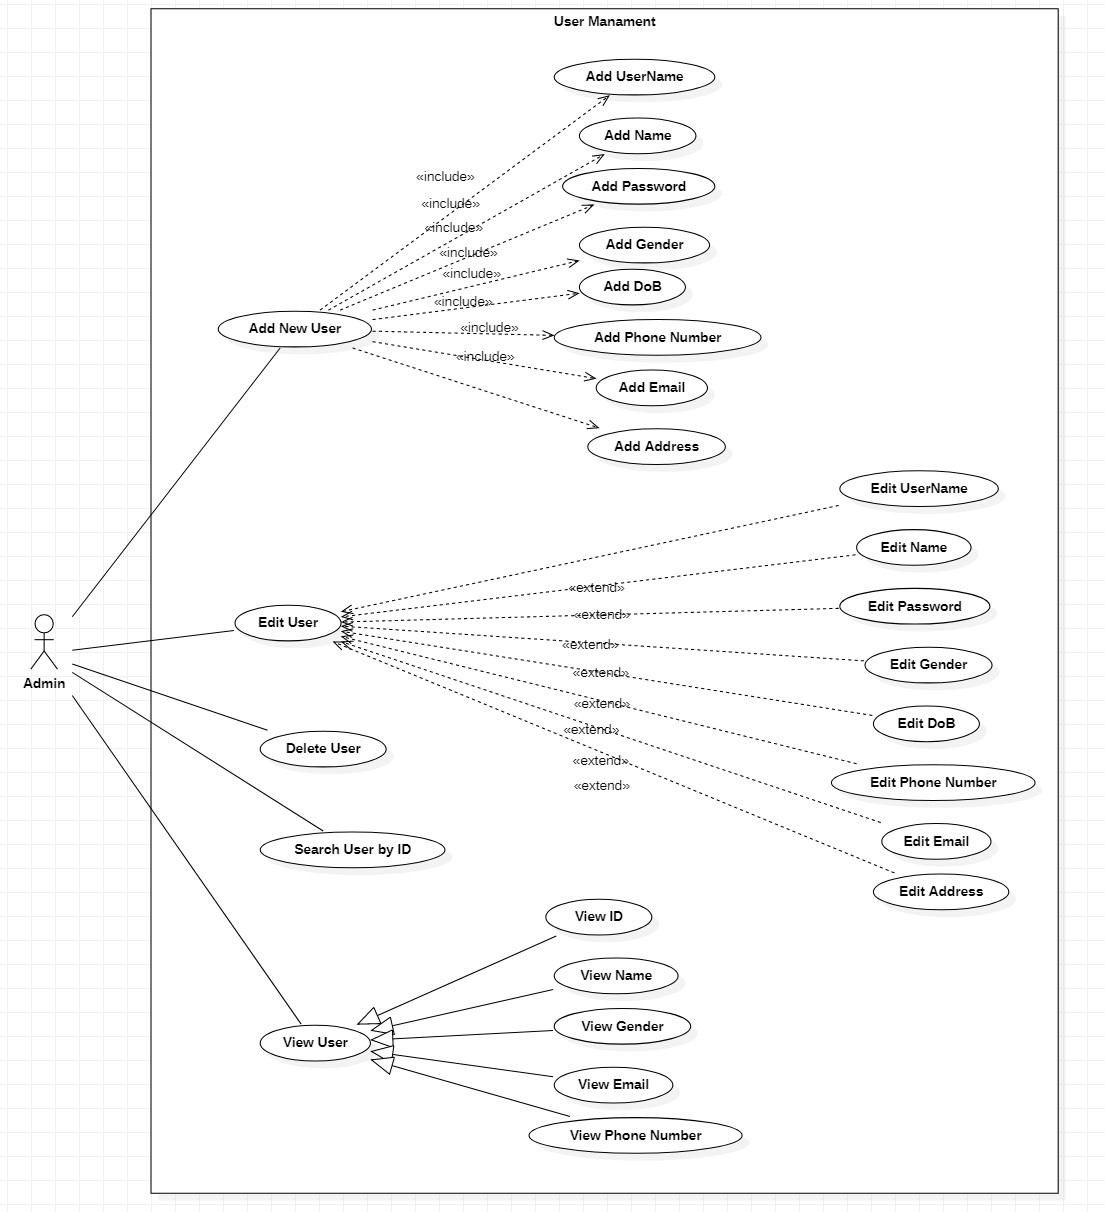 User Manament
Add UserName
Add Name
«include»
Add Password
«include»
«include»
Add Gender
«include»
«include»
Add DoB
«include»
Add New User
«include»
Add Phone Number
«include»
Add Email
Add Address
Edit UserName
Edit Name
«extend»
Edit Password
«extend»
Edit User
«extend»
Edit Gender
«extend»
Admin
«extend»
Edit DoB
«extend»
Delete User
«extend»
Edit Phone Number
«extend»
Edit Email
Search User by ID
Edit Address
View ID
View Name
View Gender
View User
View Email
View Phone Number